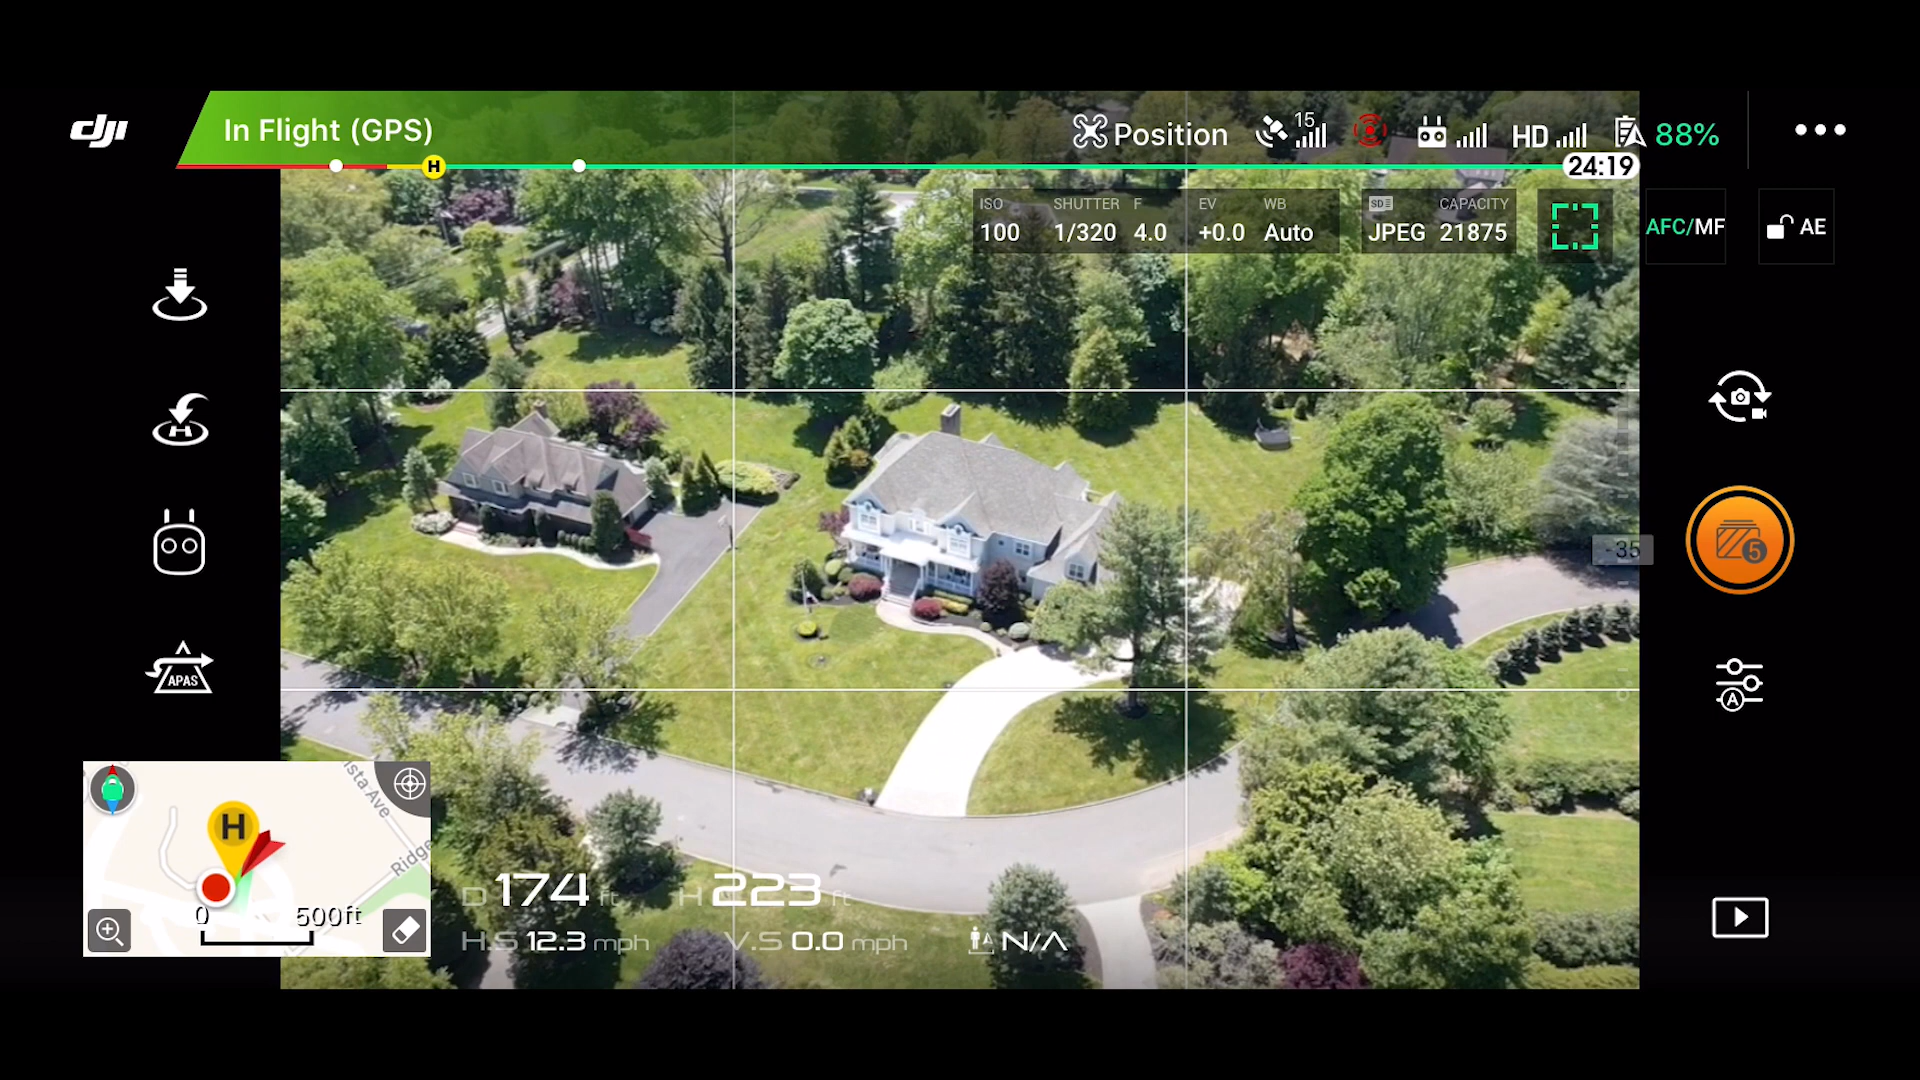 dji
In Flight (GPS)
Position
15
HD
88%
H
24:19
ISO SHUTTER F EV WB
100 1/320 4.0 +0.0 Auto
SD CAPACITY
JPEG 21875
AFC/MF
AE
H
APAS
5
-35
A
H
Ridge
0 500ft
D 174 ft H 223 ft
H.S 12.3 mph V.S 0.0 mph N/A